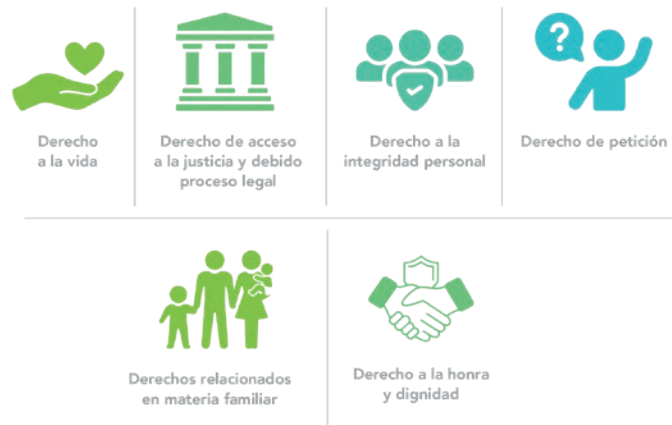 ?
Derecho
a la vida
Derecho de acceso
a la justicia y debido
proceso legal
Derecho a la
integridad personal
Derecho de petición
Derechos relacionados
en materia familiar
Derecho a la honra
y dignidad